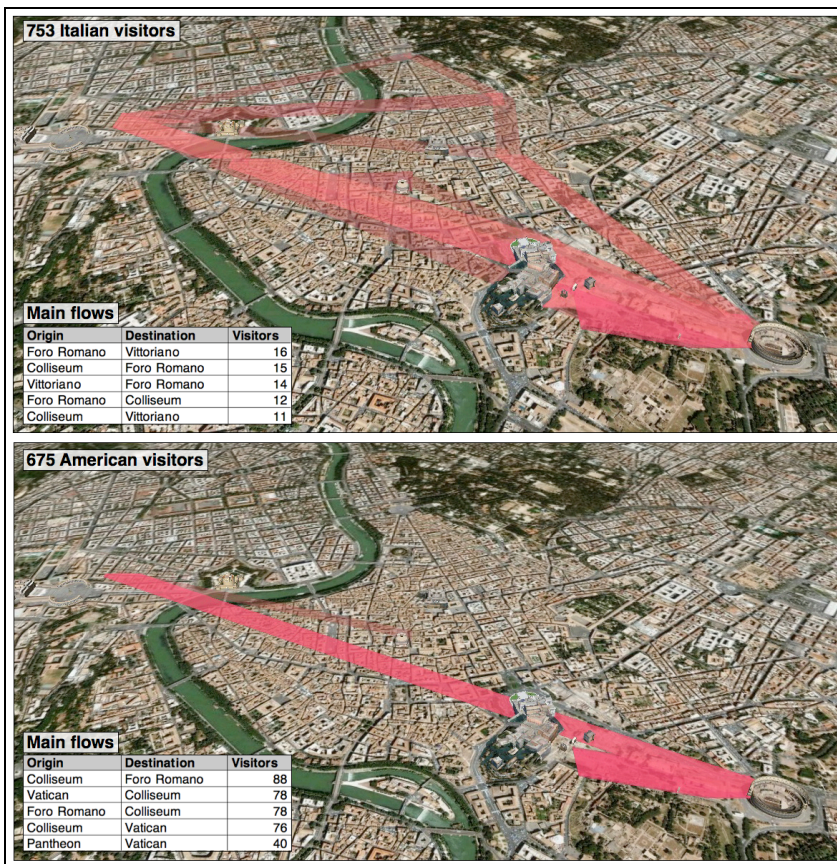 753 Italian visitors
Main flows
Origin Destination Visitors
Foro Romano Vittoriano 16
Colliseum Foro Romano 15
Vittoriano Foro Romano 14
Foro Romano Colliseum 12
Colliseum Vittoriano 11
675 American visitors
Main flows
Origin Destination Visitors
Colliseum Foro Romano 88
Vatican Colliseum 78
Foro Romano Colliseum 78
Colliseum Vatican 76
Pantheon Vatican 40